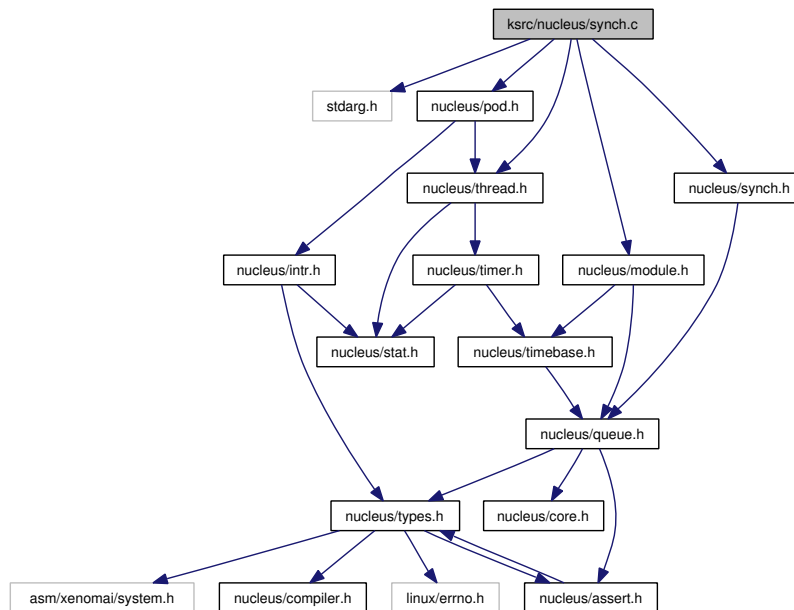 ksrc/nucleus/synch.c
stdarg.h
nucleus/pod.h
nucleus/thread.h
nucleus/synch.h
nucleus/intr.h
nucleus/timer.h
nucleus/module.h
nucleus/stat.h
nucleus/timebase.h
nucleus/queue.h
nucleus/types.h
nucleus/core.h
asm/xenomai/system.h
nucleus/compiler.h
linux/errno.h
nucleus/assert.h